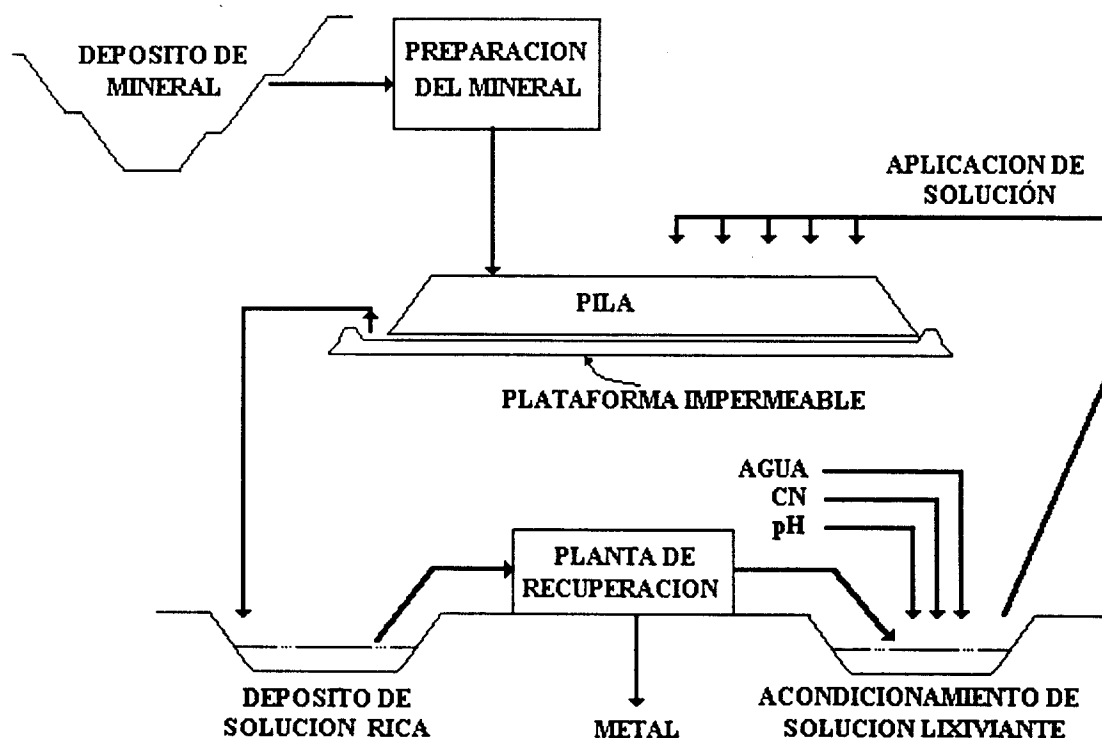 DEPOSITO DE
MINERAL
PREPARACION
DEL MINERAL
APLICACION DE
SOLUCIÓN
PILA
PLATAFORMA IMPERMEABLE
AGUA
CN
pH
PLANTA DE
RECUPERACION
DEPOSITO DE
SOLUCION RICA
METAL
ACONDICIONAMIENTO DE
SOLUCION LIXIVIANTE